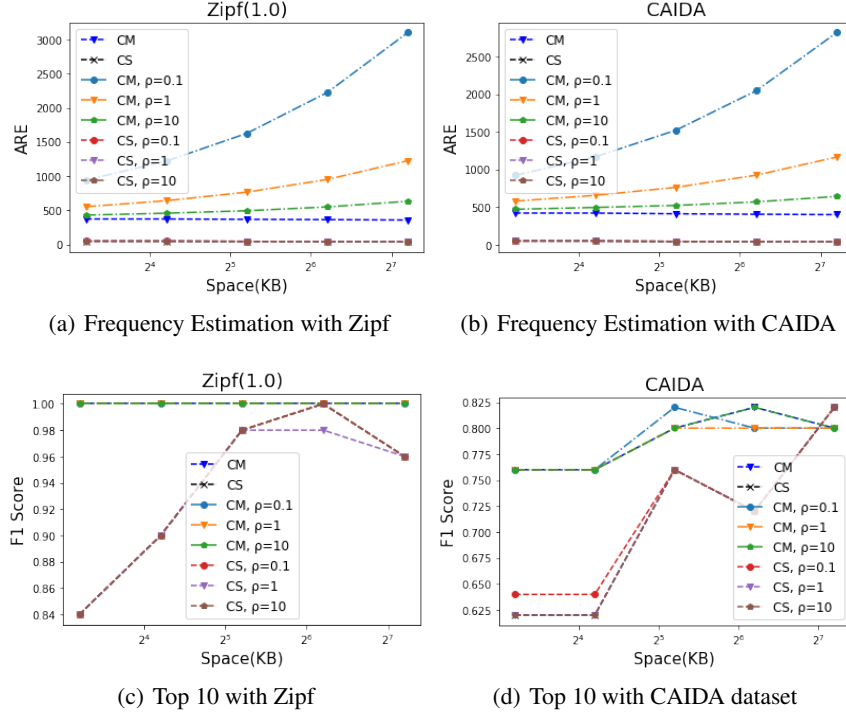 Zipf(1.0)
3000
2500
2000
1500
1000
500
0
ARE
CM
CS
CM, ρ=0.1
CM, ρ=1
CM, ρ=10
CS, ρ=0.1
CS, ρ=1
CS, ρ=10
2^4
2^5
2^6
2^7
Space(KB)
(a) Frequency Estimation with Zipf
CAIDA
2500
2000
1500
1000
500
0
ARE
CM
CS
CM, ρ=0.1
CM, ρ=1
CM, ρ=10
CS, ρ=0.1
CS, ρ=1
CS, ρ=10
2^4
2^5
2^6
2^7
Space(KB)
(b) Frequency Estimation with CAIDA
Zipf(1.0)
1.00
0.98
0.96
0.94
0.92
0.90
0.88
0.86
0.84
F1 Score
CM
CS
CM, ρ=0.1
CM, ρ=1
CM, ρ=10
CS, ρ=0.1
CS, ρ=1
CS, ρ=10
2^4
2^5
2^6
2^7
Space(KB)
(c) Top 10 with Zipf
CAIDA
0.825
0.800
0.775
0.750
0.725
0.700
0.675
0.650
0.625
F1 Score
CM
CS
CM, ρ=0.1
CM, ρ=1
CM, ρ=10
CS, ρ=0.1
CS, ρ=1
CS, ρ=10
2^4
2^5
2^6
2^7
Space(KB)
(d) Top 10 with CAIDA dataset